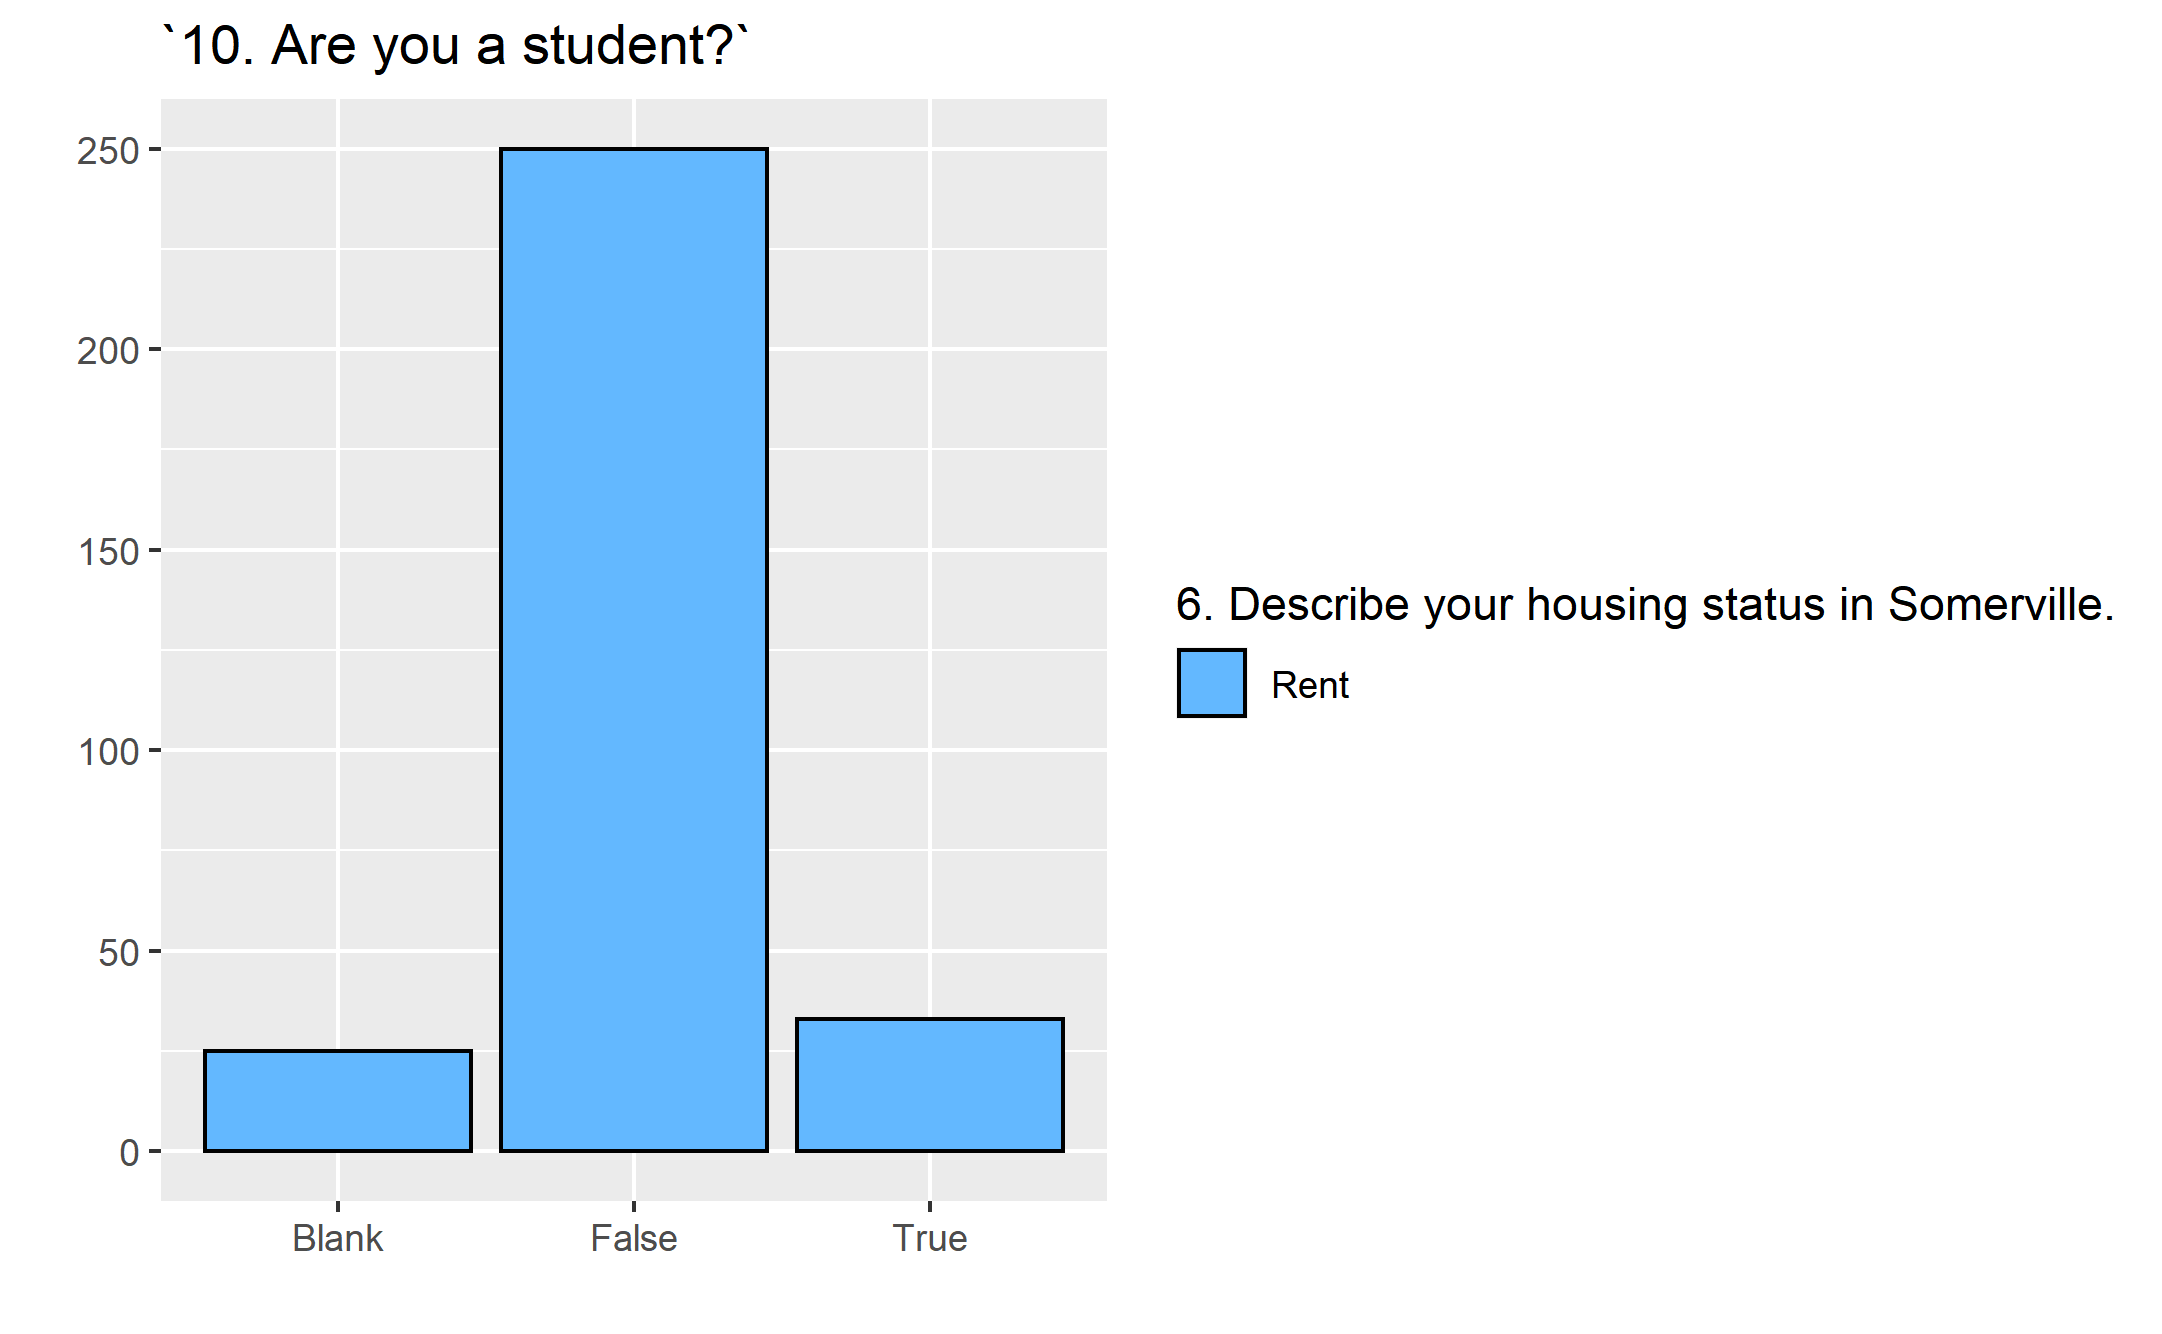 `10. Are you a student?`
250
200
150
100
50
0
Blank
False
True
6. Describe your housing status in Somerville.
Rent